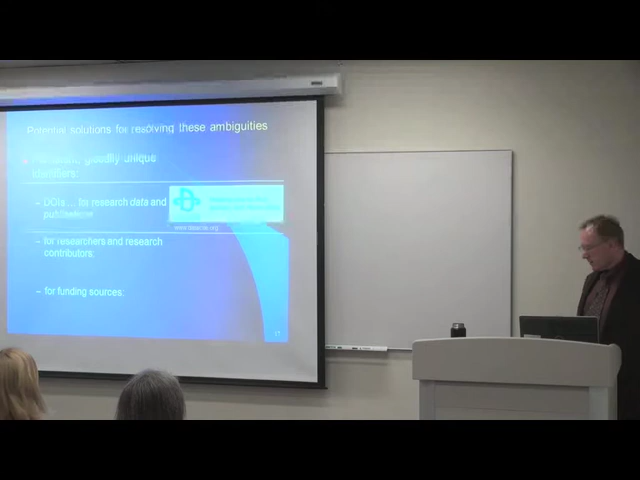 Potential solutions for resolving these ambiguities
globally unique
identifiers:
– DOIs ... for research data and
publications
www.datacite.org
– for researchers and research
contributors:
– for funding sources:
17